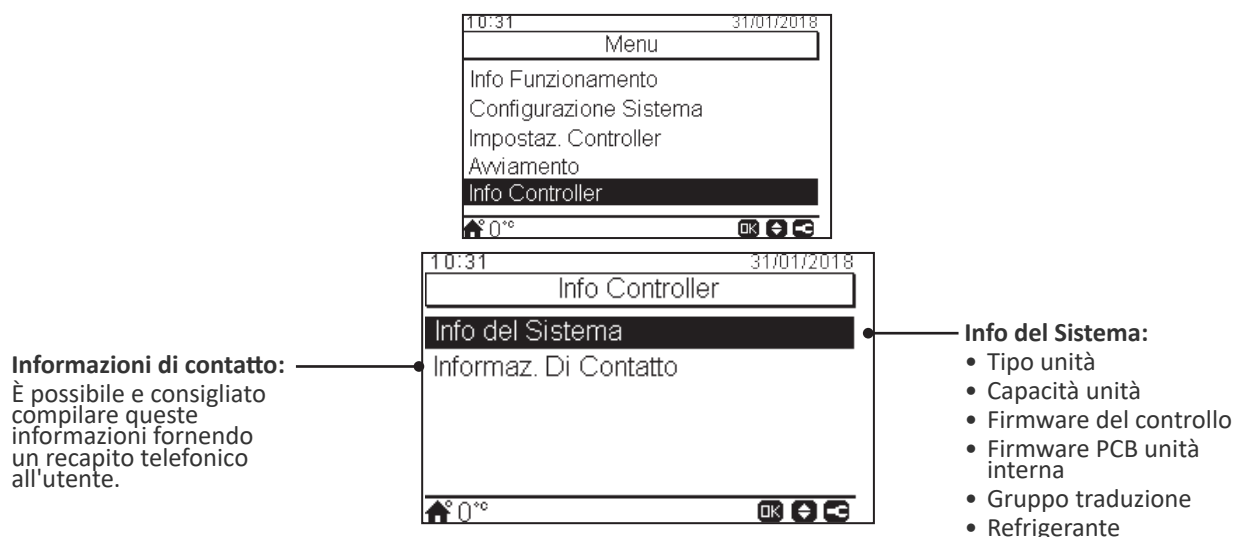 10:31 31/01/2018
Menu
Info Funzionamento
Configurazione Sistema
Impostaz. Controller
Avviamento
Info Controller
0°C OK
10:31 31/01/2018
Info Controller
Info del Sistema
Informaz. Di Contatto
0°C OK
Informazioni di contatto:
È possibile e consigliato
compilare queste
informazioni fornendo
un recapito telefonico
all'utente.
Info del Sistema:
• Tipo unità
• Capacità unità
• Firmware del controllo
• Firmware PCB unità
interna
• Gruppo traduzione
• Refrigerante